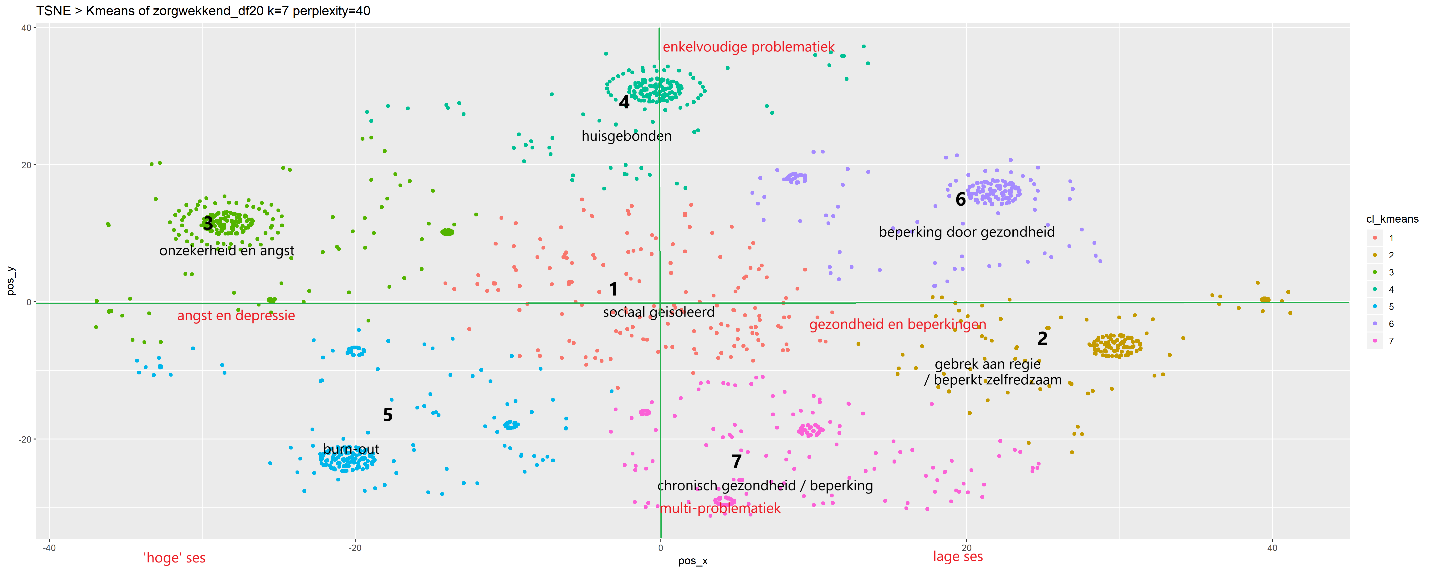 TSNE > Kmeans of zorgwekkend_df20 k=7 perplexity=40
40
enkelvoudige problematiek
4
huisgebonden
20
6
beperking door gezondheid
3
onzekerheid en angst
cl_kmeans
1
2
3
4
5
6
7
pos_y
1
sociaal geïsoleerd
0
angst en depressie
gezondheid en beperkingen
2
gebrek aan regie
/ beperkt zelfredzaam
5
burn-out
-20
7
chronisch gezondheid / beperking
multi-problematiek
-40
-20
0
20
40
pos_x
'hoge' ses
lage ses